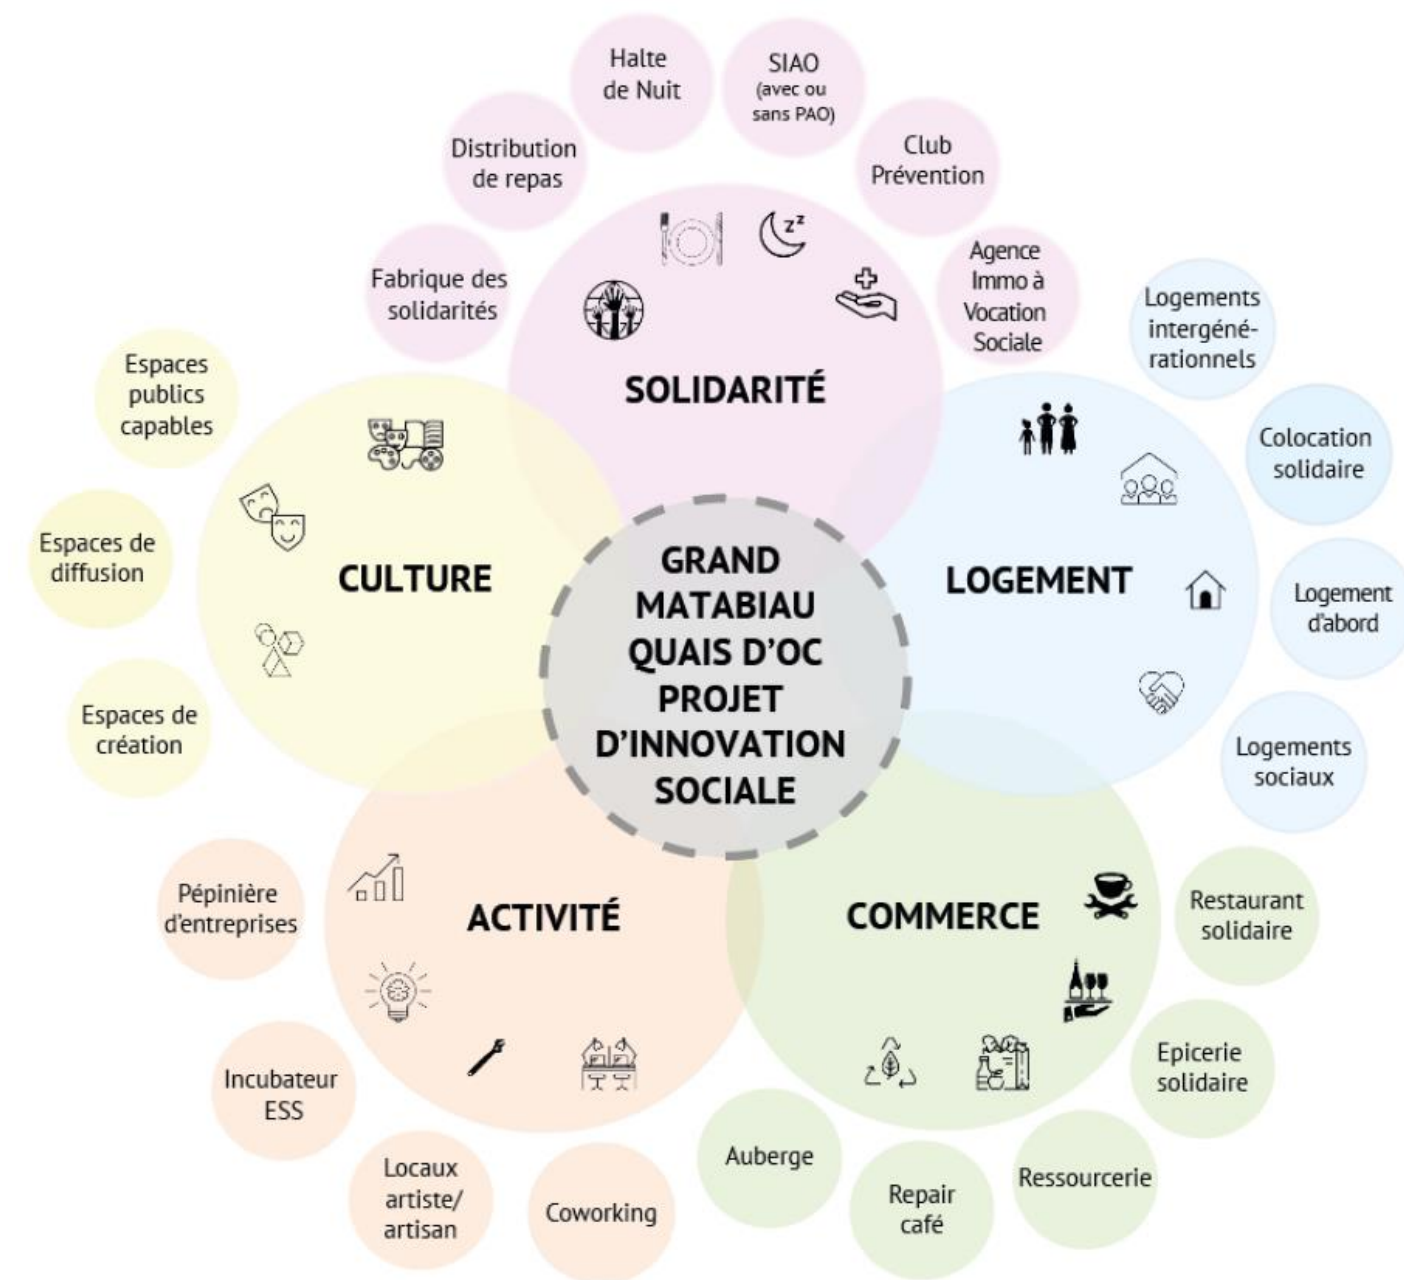 Halte
de Nuit
SIAO
(avec ou
sans PAO)
Distribution
de repas
Club
Prévention
Fabrique des
solidarités
Agence
Immo à
Vocation
Sociale
SOLIDARITÉ
Logements
intergéné-
rationnels
Colocation
solidaire
Logement
d'abord
Logements
sociaux
LOGEMENT
Espaces
publics
capables
Espaces de
diffusion
Espaces de
création
CULTURE
GRAND
MATABIAU
QUAIS D'OC
PROJET
D'INNOVATION
SOCIALE
ACTIVITÉ
Pépinière
d'entreprises
Incubateur
ESS
Locaux
artiste/
artisan
Coworking
COMMERCE
Restaurant
solidaire
Epicerie
solidaire
Ressourcerie
Repair
café
Auberge
zz